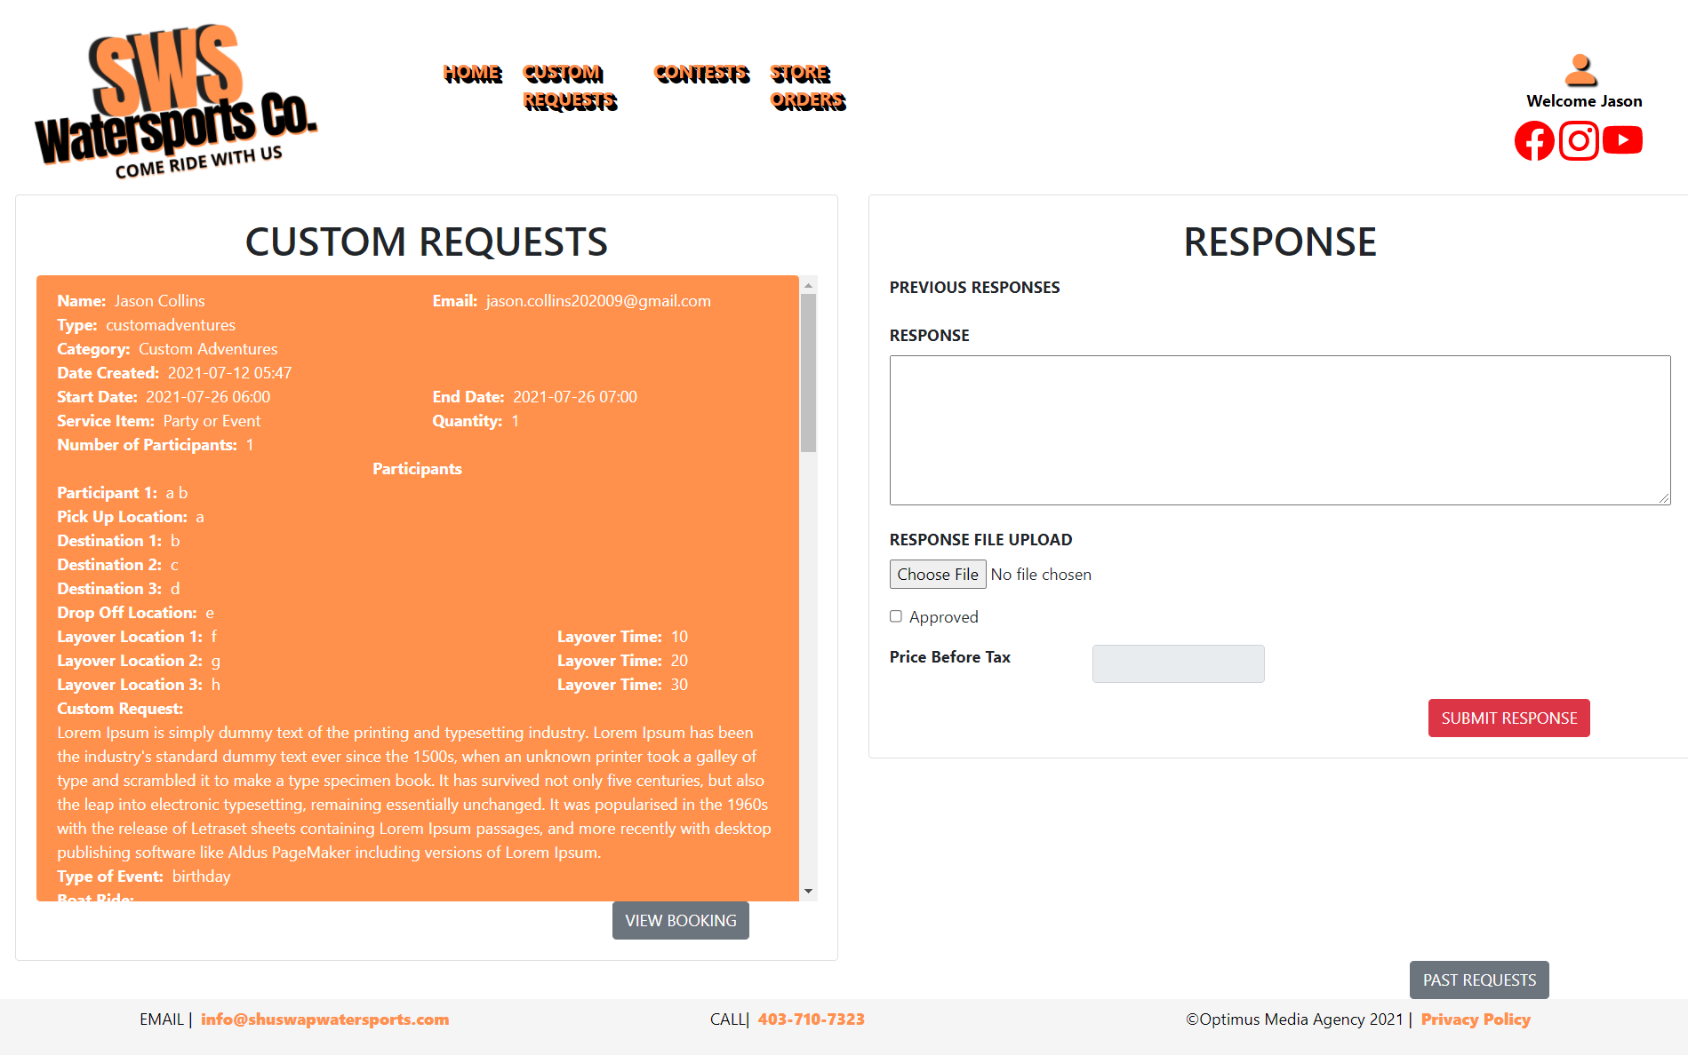 SWS
Watersports Co.
COME RIDE WITH US
HOME
CUSTOM
REQUESTS
CONTESTS
STORE
ORDERS
Welcome Jason
CUSTOM REQUESTS
Name: Jason Collins Email: jason.collins202009@gmail.com
Type: customadventures
Category: Custom Adventures
Date Created: 2021-07-12 05:47
Start Date: 2021-07-26 06:00 End Date: 2021-07-26 07:00
Service Item: Party or Event Quantity: 1
Number of Participants: 1
Participants
Participant 1: a b
Pick Up Location: a
Destination 1: b
Destination 2: c
Destination 3: d
Drop Off Location: e
Layover Location 1: f Layover Time: 10
Layover Location 2: g Layover Time: 20
Layover Location 3: h Layover Time: 30
Custom Request:
Lorem Ipsum is simply dummy text of the printing and typesetting industry. Lorem Ipsum has been
the industry's standard dummy text ever since the 1500s, when an unknown printer took a galley of
type and scrambled it to make a type specimen book. It has survived not only five centuries, but also
the leap into electronic typesetting, remaining essentially unchanged. It was popularised in the 1960s
with the release of Letraset sheets containing Lorem Ipsum passages, and more recently with desktop
publishing software like Aldus PageMaker including versions of Lorem Ipsum.
Type of Event: birthday
Boat Ride:
VIEW BOOKING
RESPONSE
PREVIOUS RESPONSES
RESPONSE
RESPONSE FILE UPLOAD
Choose File No file chosen
Approved
Price Before Tax
SUBMIT RESPONSE
PAST REQUESTS
EMAIL | info@shuswapwatersports.com
CALL| 403-710-7323
©Optimus Media Agency 2021 | Privacy Policy